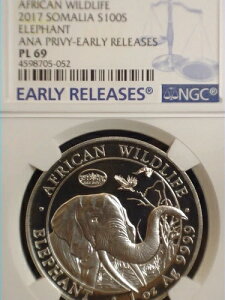 AFRICAN WILDLIFE
2017 SOMALIA S100S
ELEPHANT
ANA PRIVY-EARLY RELEASES
PL 69
4598705-052
EARLY RELEASES®
NGC®
AFRICAN WILDLIFE
ELEPHANT
1 oz Ag 9999